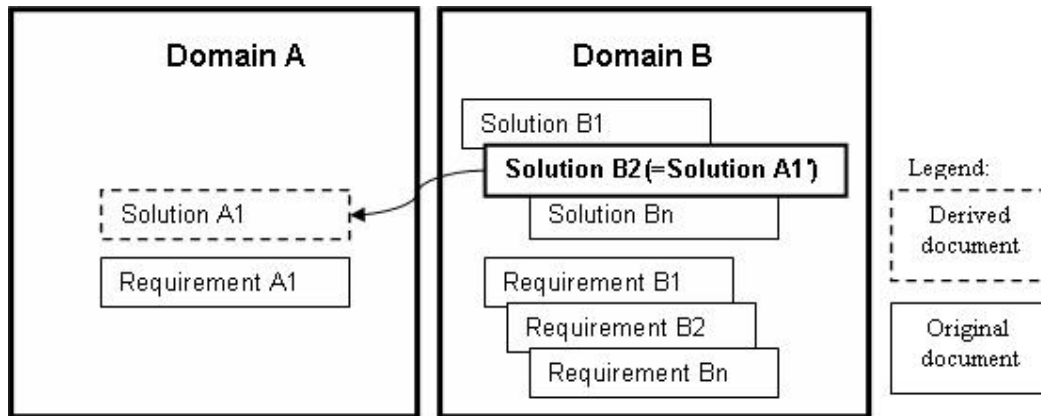 Domain A
Solution A1
Requirement A1
Domain B
Solution B1
Solution B2(=Solution A1')
Solution Bn
Requirement B1
Requirement B2
Requirement Bn
Legend:
Derived
document
Original
document